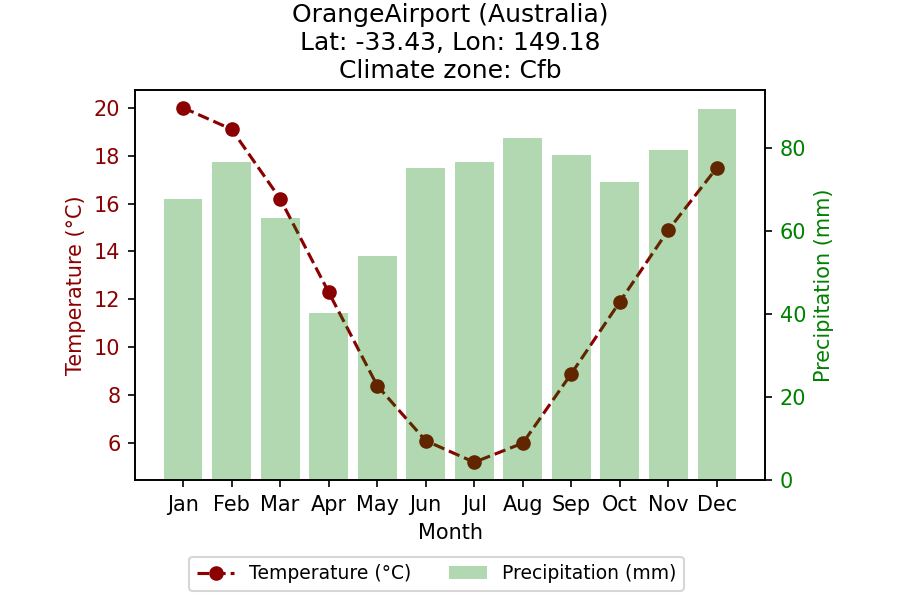 OrangeAirport (Australia)
Lat: -33.43, Lon: 149.18
Climate zone: Cfb
Temperature (°C)
20
18
16
14
12
10
8
6
80
60
40
20
0
Precipitation (mm)
Jan Feb Mar Apr May Jun Jul Aug Sep Oct Nov Dec
Month
Temperature (°C) Precipitation (mm)